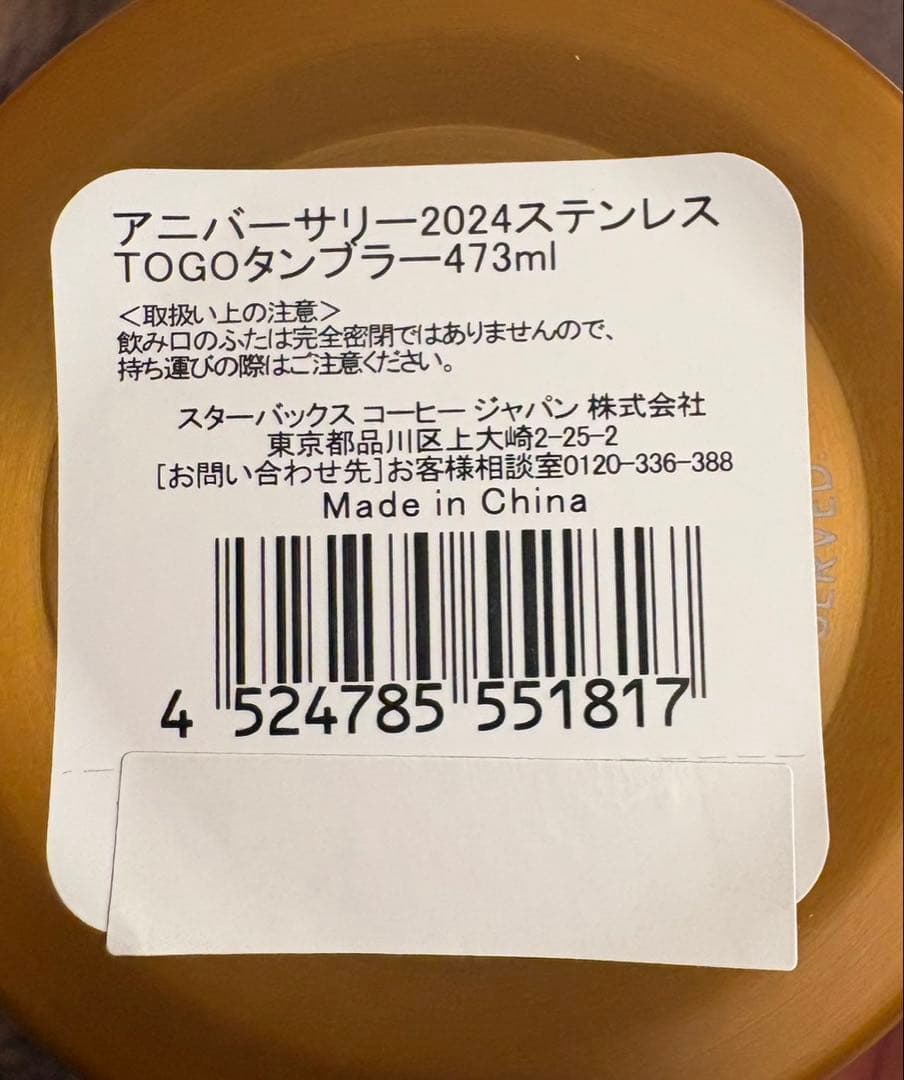 アニバーサリー2024ステンレス
TOGOタンブラー473ml
＜取扱い上の注意＞
飲み口のふたは完全密閉ではありませんので、
持ち運びの際はご注意ください。
スターバックス コーヒー ジャパン 株式会社
東京都品川区上大崎2-25-2
[お問い合わせ先]お客様相談室0120-336-388
Made in China
4 524785 551817